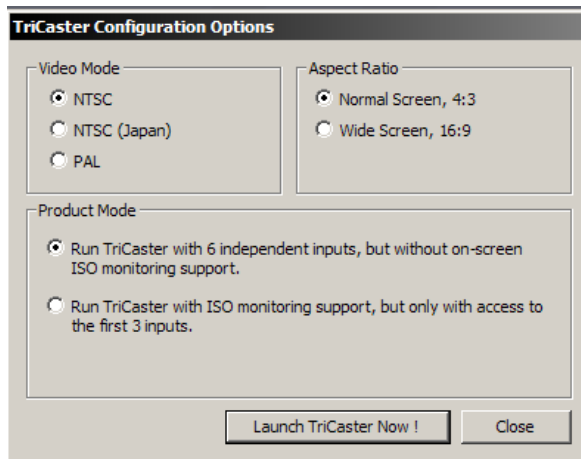 TriCaster Configuration Options
Video Mode
NTSC
NTSC (Japan)
PAL
Aspect Ratio
Normal Screen, 4:3
Wide Screen, 16:9
Product Mode
Run TriCaster with 6 independent inputs, but without on-screen
ISO monitoring support.
Run TriCaster with ISO monitoring support, but only with access to
the first 3 inputs.
Launch TriCaster Now !
Close